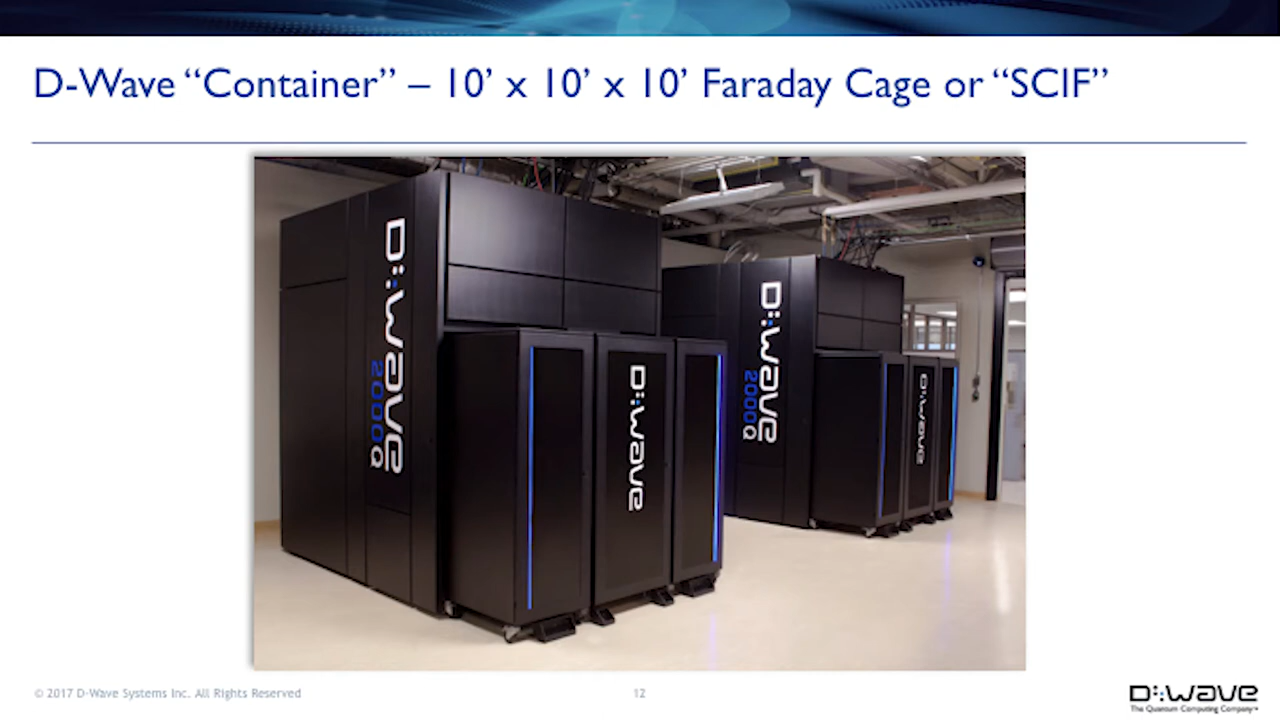 D-Wave “Container” – 10’ x 10’ x 10’ Faraday Cage or “SCIF”
D:Wave
2000Q
D:Wave
D:Wave
2000Q
D:Wave
© 2017 D-Wave Systems Inc. All Rights Reserved
12
D:Wave
The Quantum Computing Company™